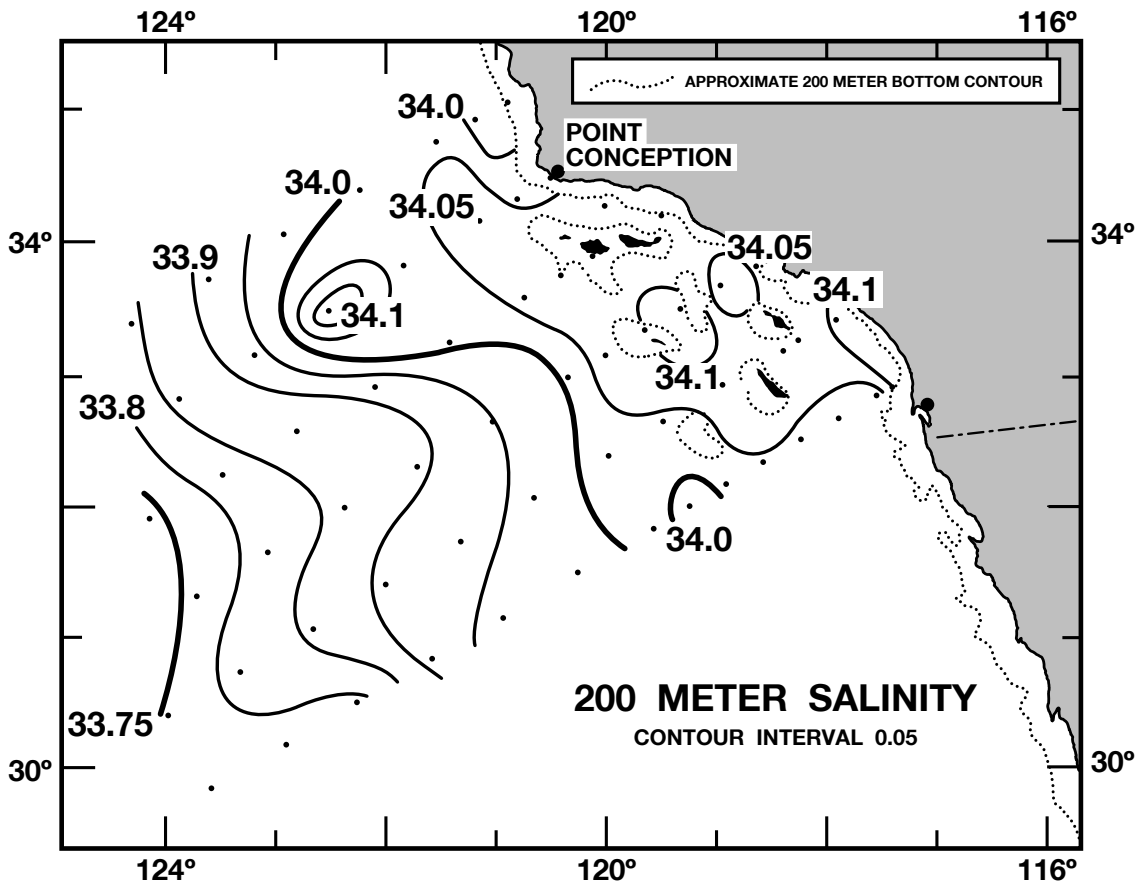 124º 120º 116º
APPROXIMATE 200 METER BOTTOM CONTOUR
34.0
POINT
CONCEPTION
34.0
34.05
34º 34º
34.05
33.9
34.1
34.1
34.1
33.8
34.0
200 METER SALINITY
33.75
CONTOUR INTERVAL 0.05
30º 30º
124º 120º 116º